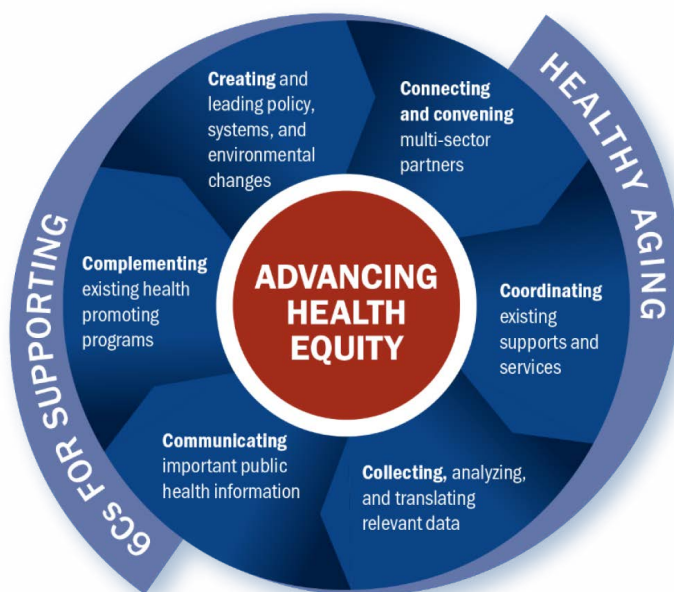 6Cs FOR SUPPORTING
HEALTHY AGING
ADVANCING
HEALTH
EQUITY
Creating and
leading policy,
systems, and
environmental
changes
Connecting
and convening
multi-sector
partners
Coordinating
existing
supports and
services
Collecting, analyzing,
and translating
relevant data
Communicating
important public
health information
Complementing
existing health
promoting
programs